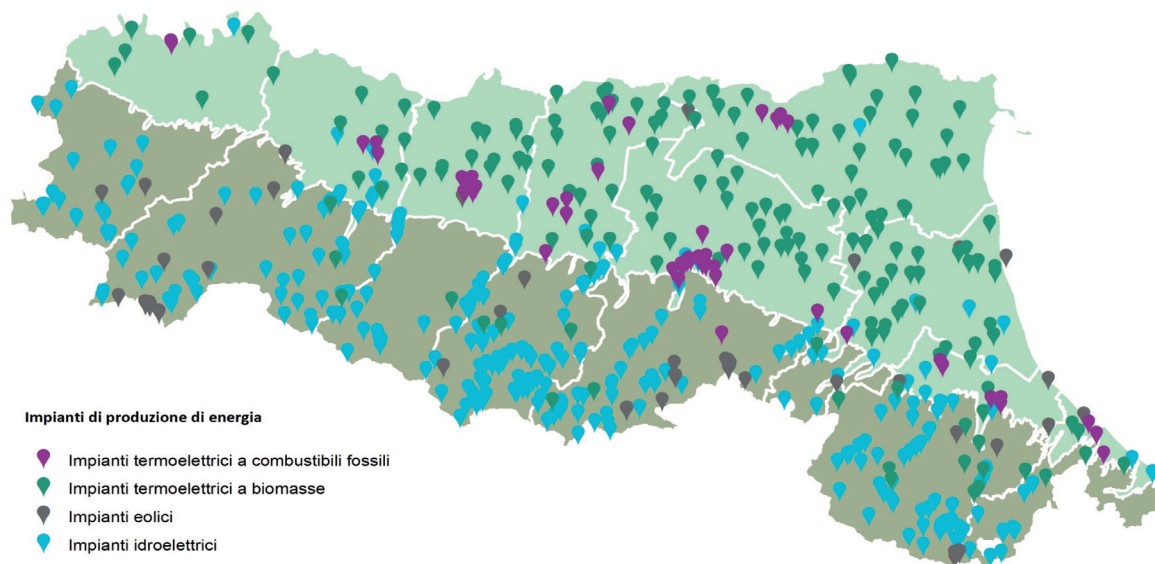 Impianti di produzione di energia
Impianti termoelettrici a combustibili fossili
Impianti termoelettrici a biomasse
Impianti eolici
Impianti idroelettrici